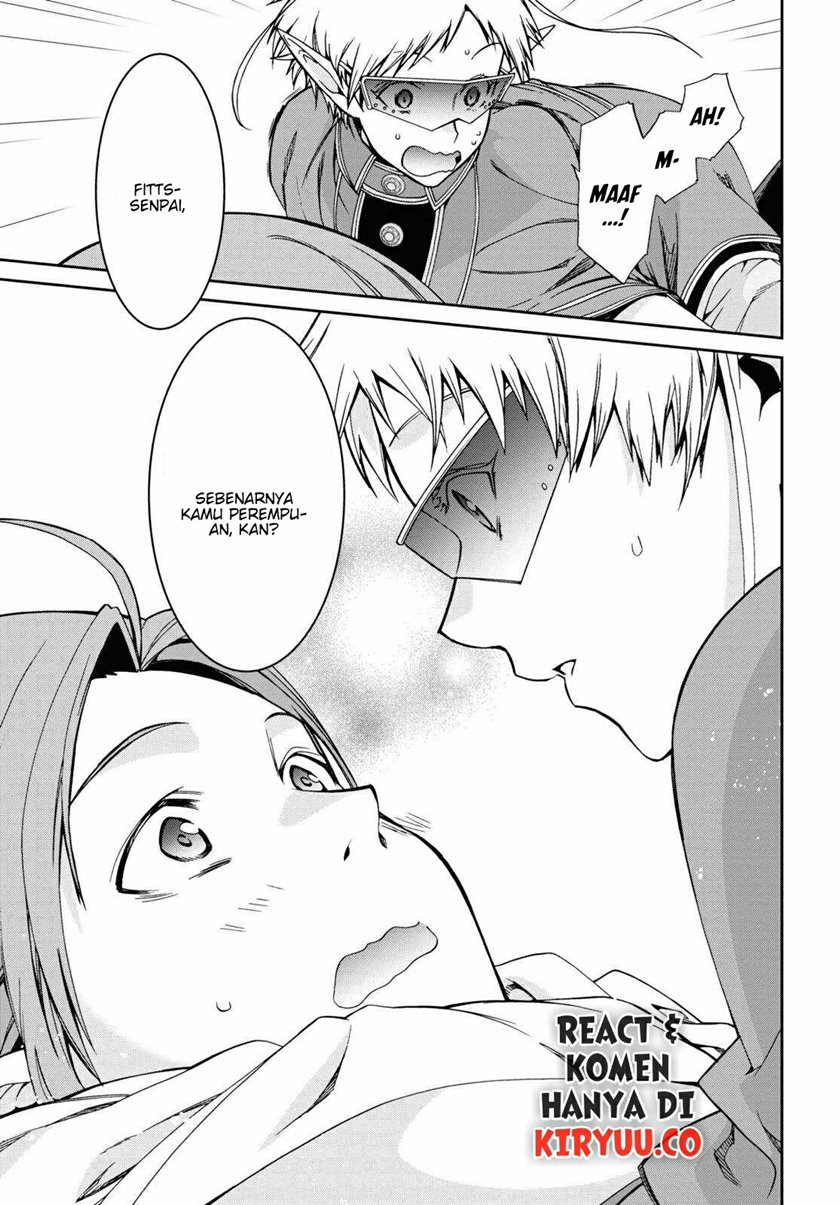 AH!
M-
MAAF
...!
FITTS-
SENPAI,
SEBENARNYA
KAMU PEREMPU-
AN, KAN?
REACT &
KOMEN
HANYA DI
KIRYUU.CO